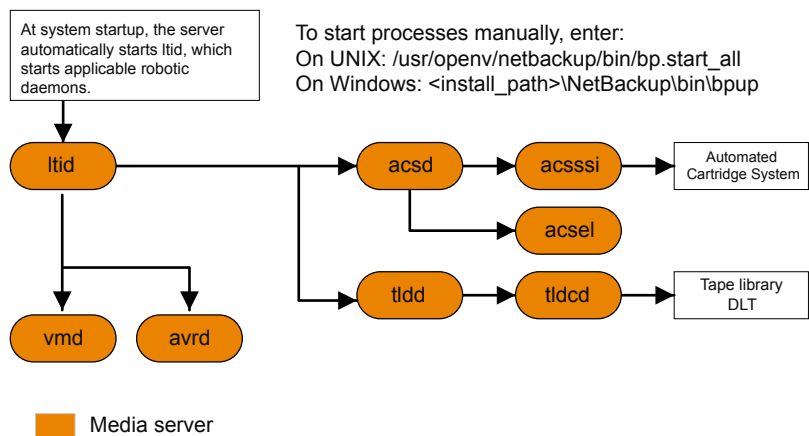 At system startup, the server
automatically starts ltid, which
starts applicable robotic
daemons.
To start processes manually, enter:
On UNIX: /usr/openv/netbackup/bin/bp.start_all
On Windows: <install_path>\NetBackup\bin\bpup
ltid
acsd
acsssi
Automated
Cartridge System
acsel
tldd
tldcd
Tape library
DLT
vmd
avrd
Media server